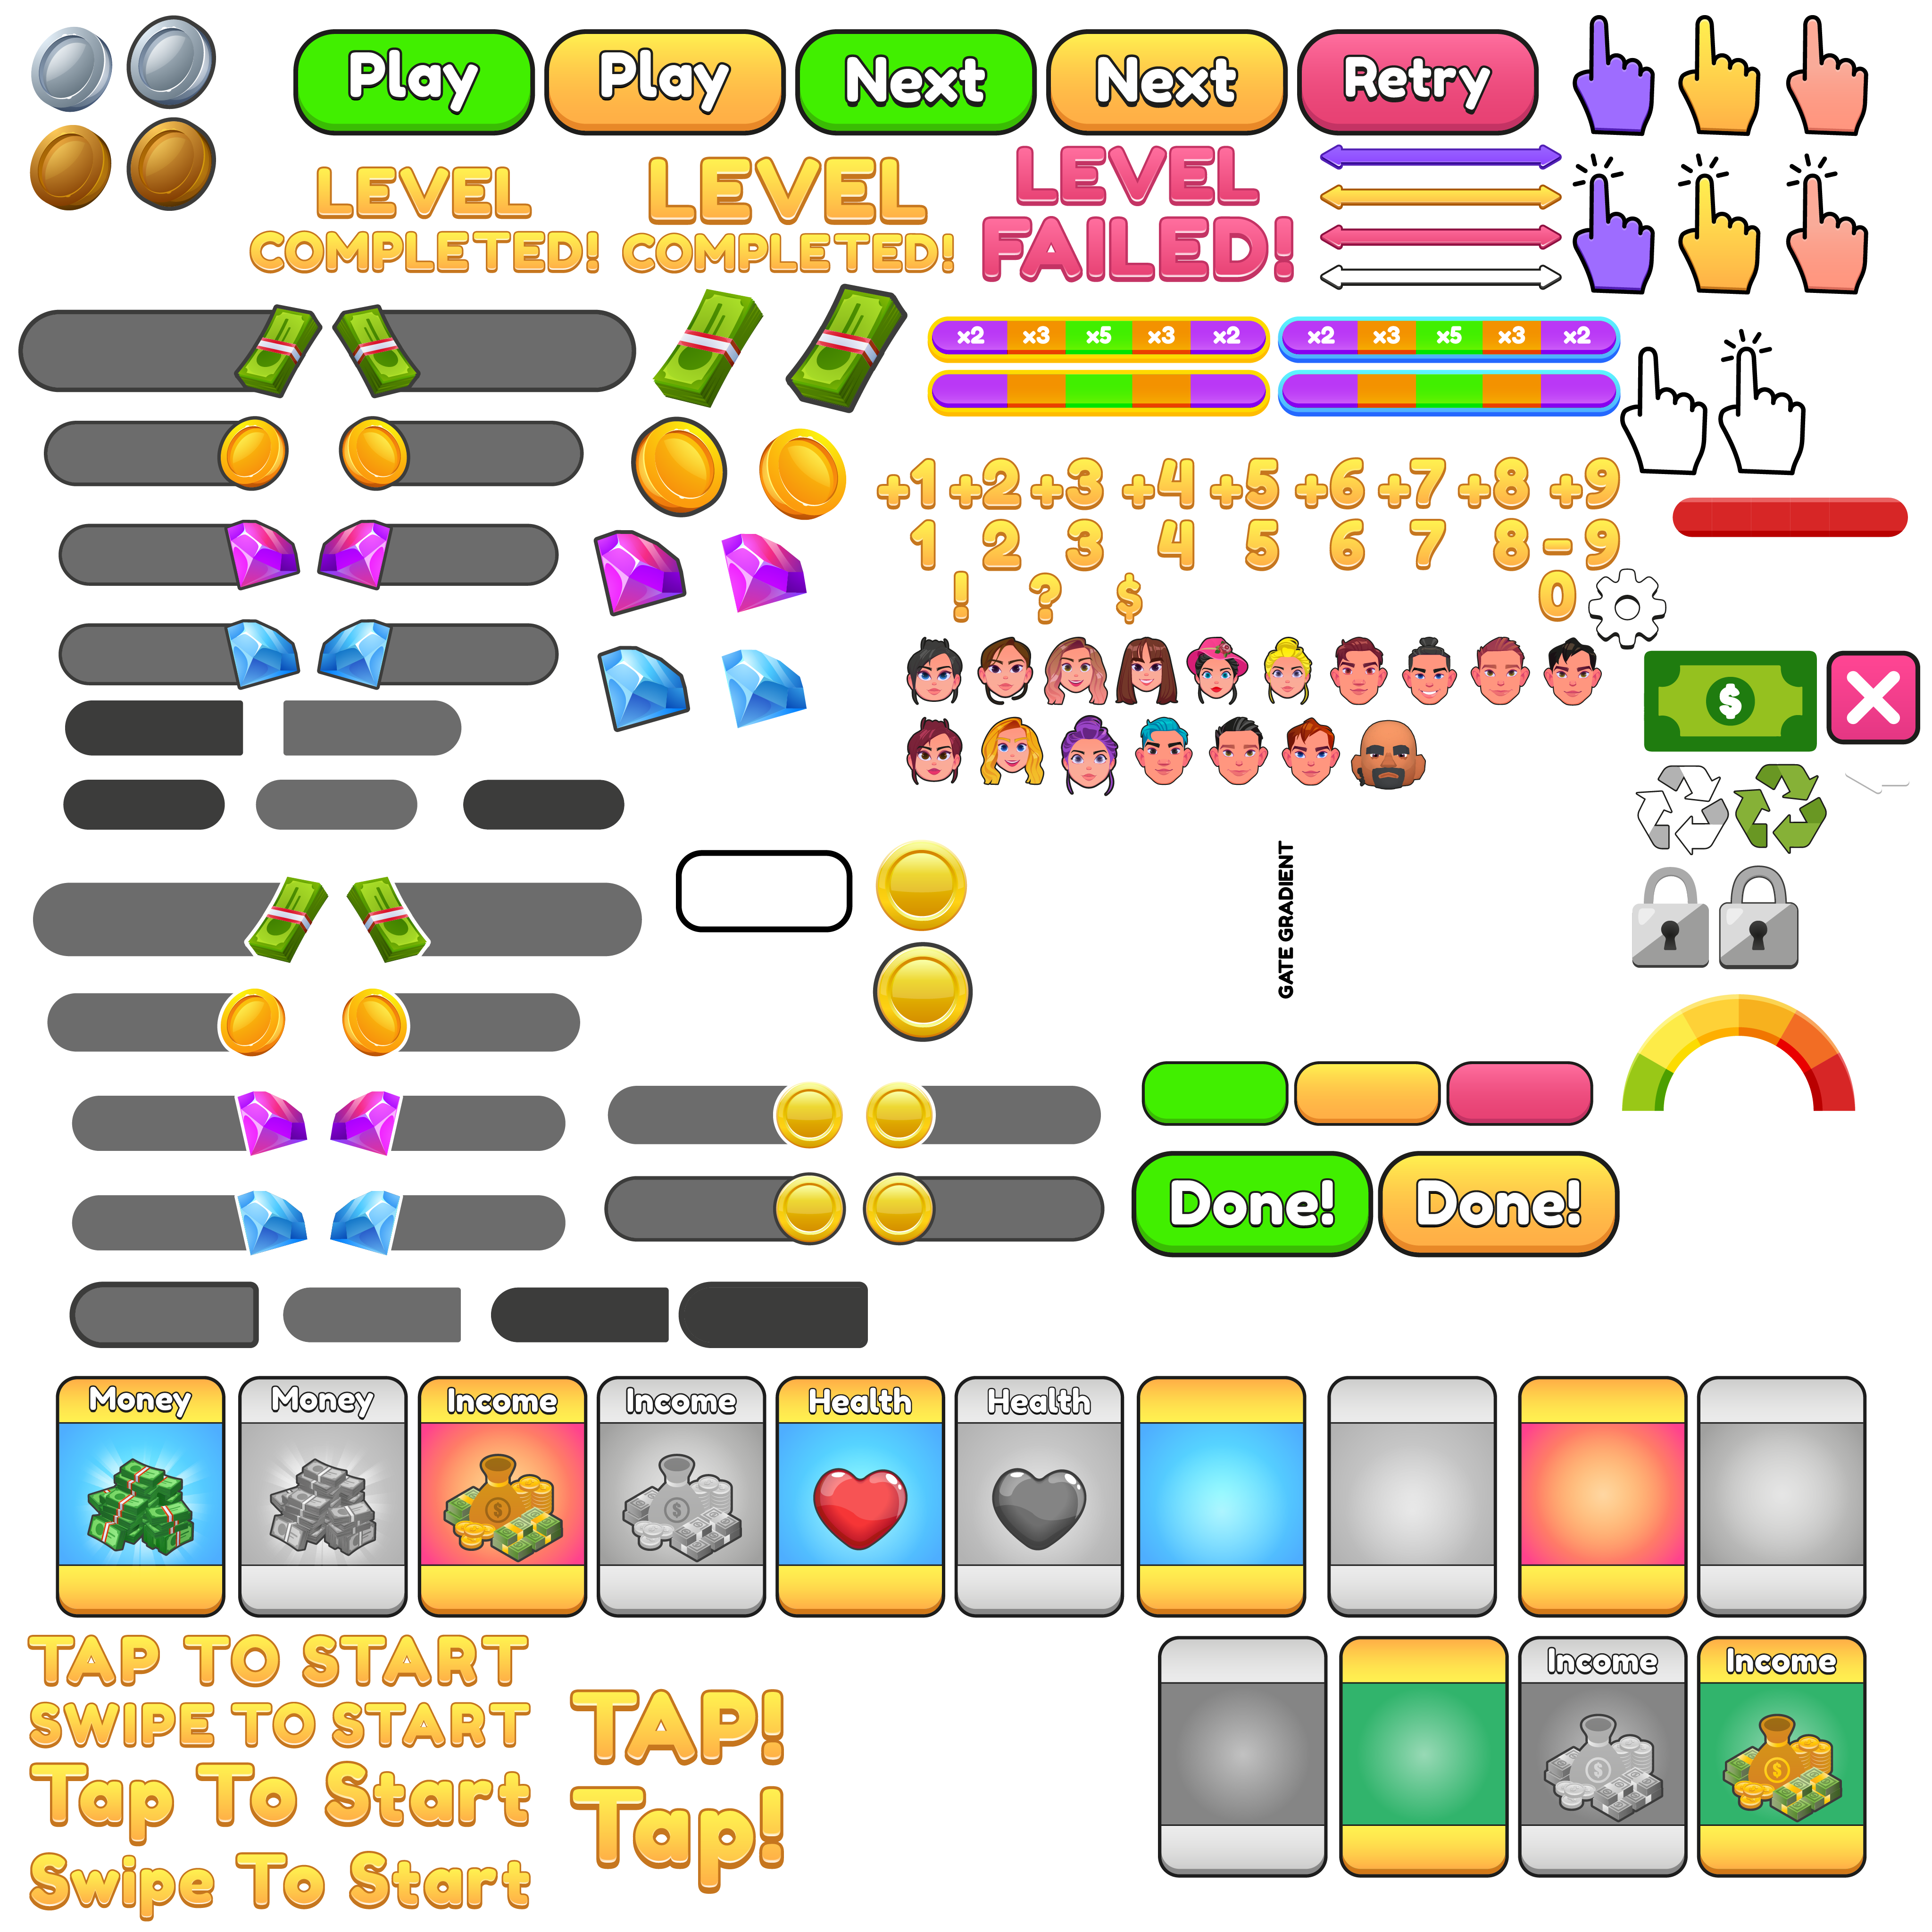 Play
Play
Next
Next
Retry
LEVEL
COMPLETED!
LEVEL
COMPLETED!
LEVEL
FAILED!
x2 x3 x5 x3 x2
x2 x3 x5 x3 x2
+1 +2 +3 +4 +5 +6 +7 +8 +9
1 2 3 4 5 6 7 8 - 9
! ? $ 0
$
GATE GRADIENT
Done!
Done!
Money
Money
Income
Income
Health
Health
$
$
TAP TO START
SWIPE TO START
Tap To Start
Swipe To Start
TAP!
Tap!
Income
Income
$
$